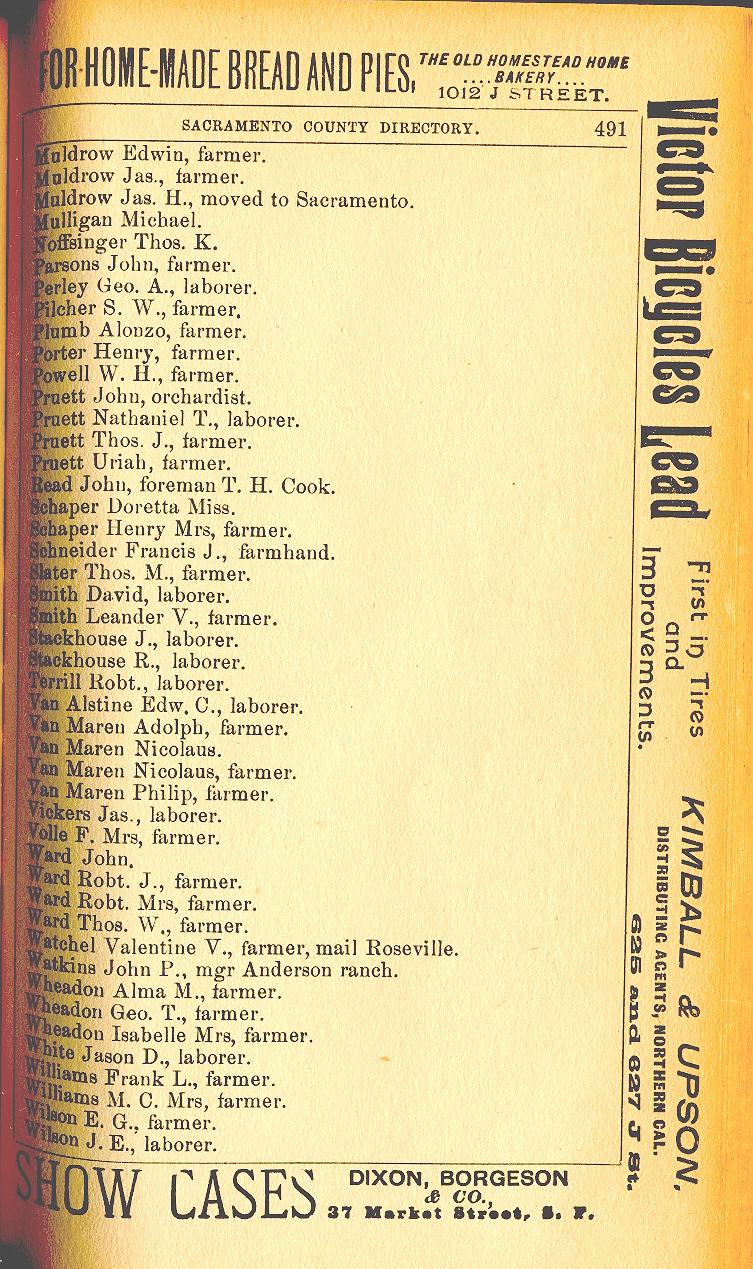 FOR HOME-MADE BREAD AND PIES, THE OLD HOMESTEAD HOME
....BAKERY....
1012 J STREET.
SACRAMENTO COUNTY DIRECTORY. 491
Muldrow Edwin, farmer.
Muldrow Jas., farmer.
Muldrow Jas. H., moved to Sacramento.
Mulligan Michael.
Noffsinger Thos. K.
Parsons John, farmer.
Perley Geo. A., laborer.
Pilcher S. W., farmer.
Plumb Alonzo, farmer.
Porter Henry, farmer.
Powell W. H., farmer.
Pruett John, orchardist.
Pruett Nathaniel T., laborer.
Pruett Thos. J., farmer.
Pruett Uriah, farmer.
Read John, foreman T. H. Cook.
Schaper Doretta Miss.
Schaper Henry Mrs, farmer.
Schneider Francis J., farmhand.
Slater Thos. M., farmer.
Smith David, laborer.
Smith Leander V., farmer.
Stackhouse J., laborer.
Stackhouse R., laborer.
Terrill Robt., laborer.
Van Alstine Edw. C., laborer.
Van Maren Adolph, farmer.
Van Maren Nicolaus.
Van Maren Nicolaus, farmer.
Van Maren Philip, farmer.
Vickers Jas., laborer.
Volle F. Mrs, farmer.
Ward John.
Ward Robt. J., farmer.
Ward Robt. Mrs, farmer.
Ward Thos. W., farmer.
Watchel Valentine V., farmer, mail Roseville.
Watkins John P., mgr Anderson ranch.
Wheadon Alma M., farmer.
Wheadon Geo. T., farmer.
Wheadon Isabelle Mrs, farmer.
White Jason D., laborer.
Williams Frank L., farmer.
Williams M. C. Mrs, farmer.
Wilson E. G., farmer.
Wilson J. E., laborer.
SHOW CASES DIXON, BORGESON
& CO.,
37 Market Street, S. F.
Victor Bicycles Lead
First in Tires
and
Improvements.
KIMBALL & UPSON,
DISTRIBUTING AGENTS, NORTHERN CAL.
625 and 627 J St.